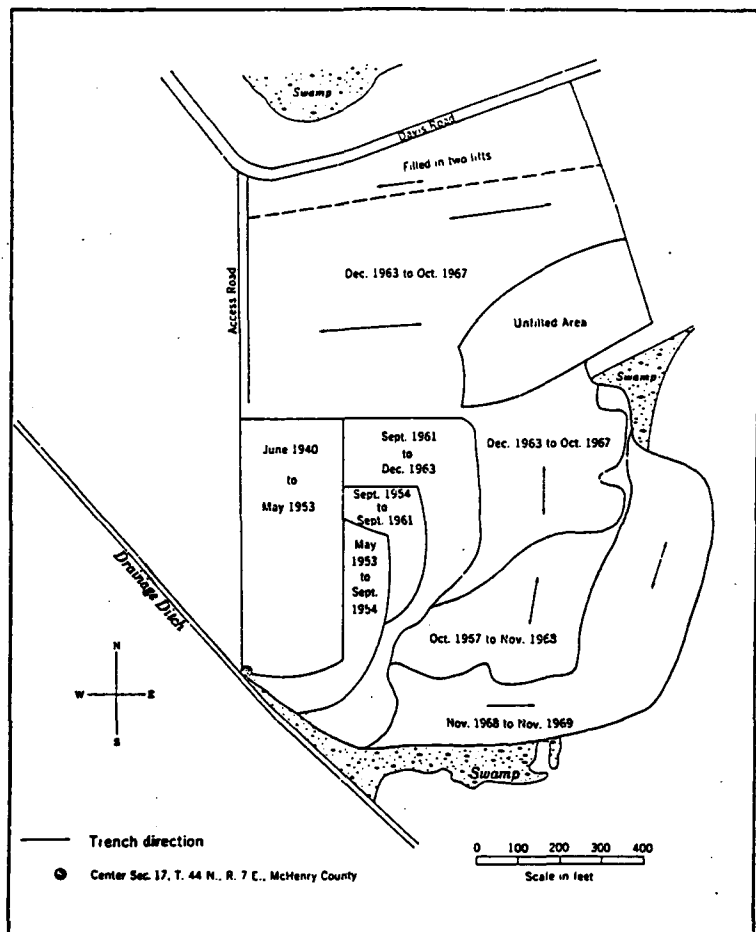 Swamp
Davis Road
Filled in two lifts
Access Road
Dec. 1963 to Oct. 1967
Unfilled Area
Swamp
June 1940
to
May 1953
Sept. 1961
to
Dec. 1963
Dec. 1963 to Oct. 1967
Sept. 1954
to
Sept. 1961
May
1953
to
Sept.
1954
Drainage Ditch
Oct. 1957 to Nov. 1968
N
W
E
S
Nov. 1968 to Nov. 1969
Swamp
Trench direction
Center Sec. 17, T. 44 N., R. 7 E., McHenry County
0 100 200 300 400
Scale in feet